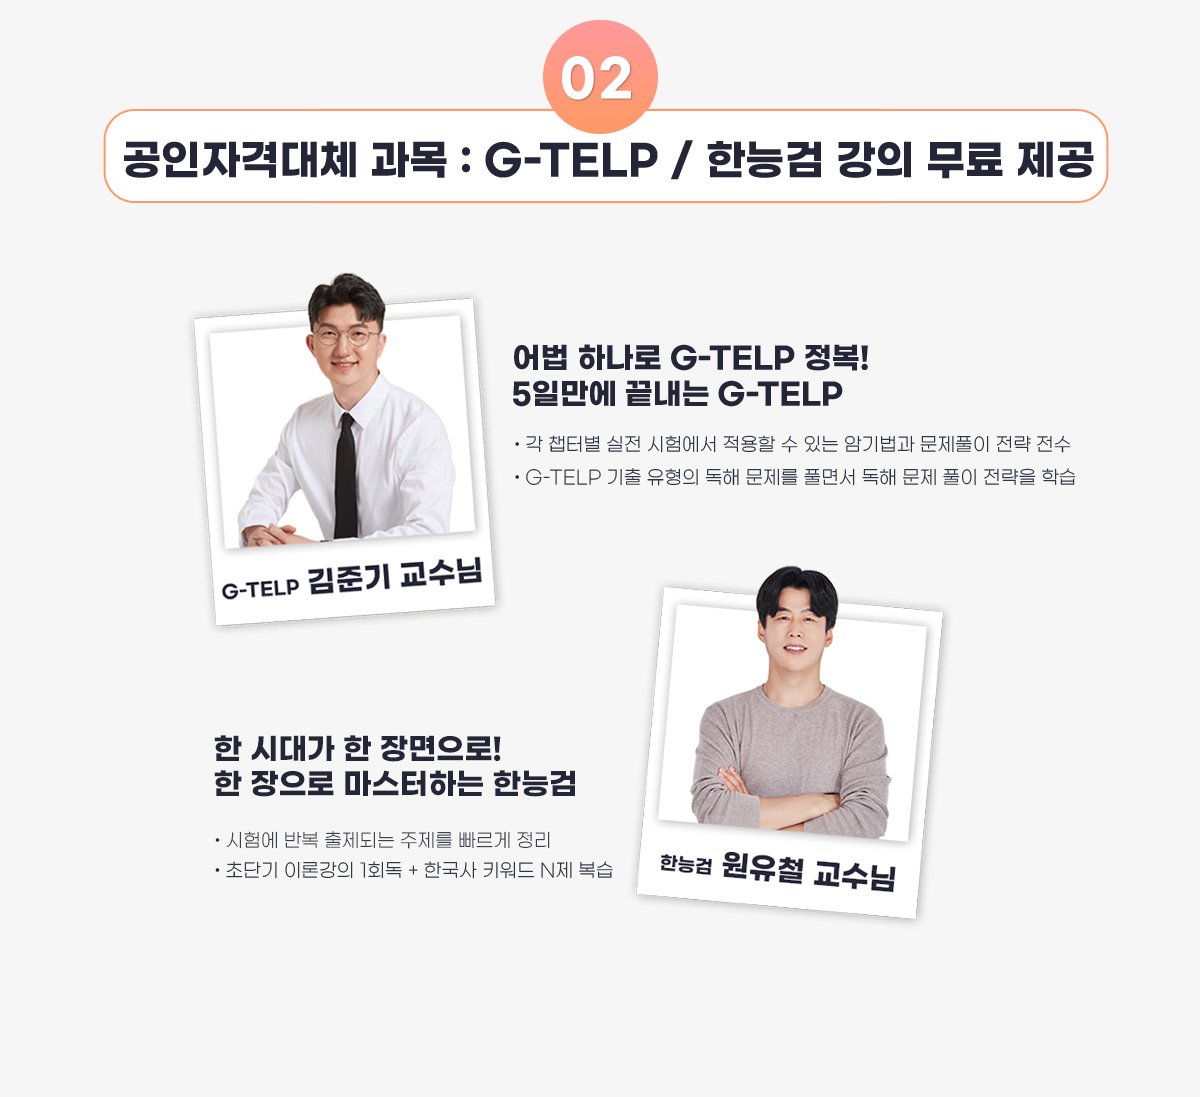 02
공인자격대체 과목 : G-TELP / 한능검 강의 무료 제공
어법 하나로 G-TELP 정복!
5일만에 끝내는 G-TELP
• 각 챕터별 실전 시험에서 적용할 수 있는 암기법과 문제풀이 전략 전수
• G-TELP 기출 유형의 독해 문제를 풀면서 독해 문제 풀이 전략을 학습
G-TELP 김준기 교수님
한 시대가 한 장면으로!
한 장으로 마스터하는 한능검
• 시험에 반복 출제되는 주제를 빠르게 정리
• 초단기 이론강의 1회독 + 한국사 키워드 N제 복습
한능검 원유철 교수님